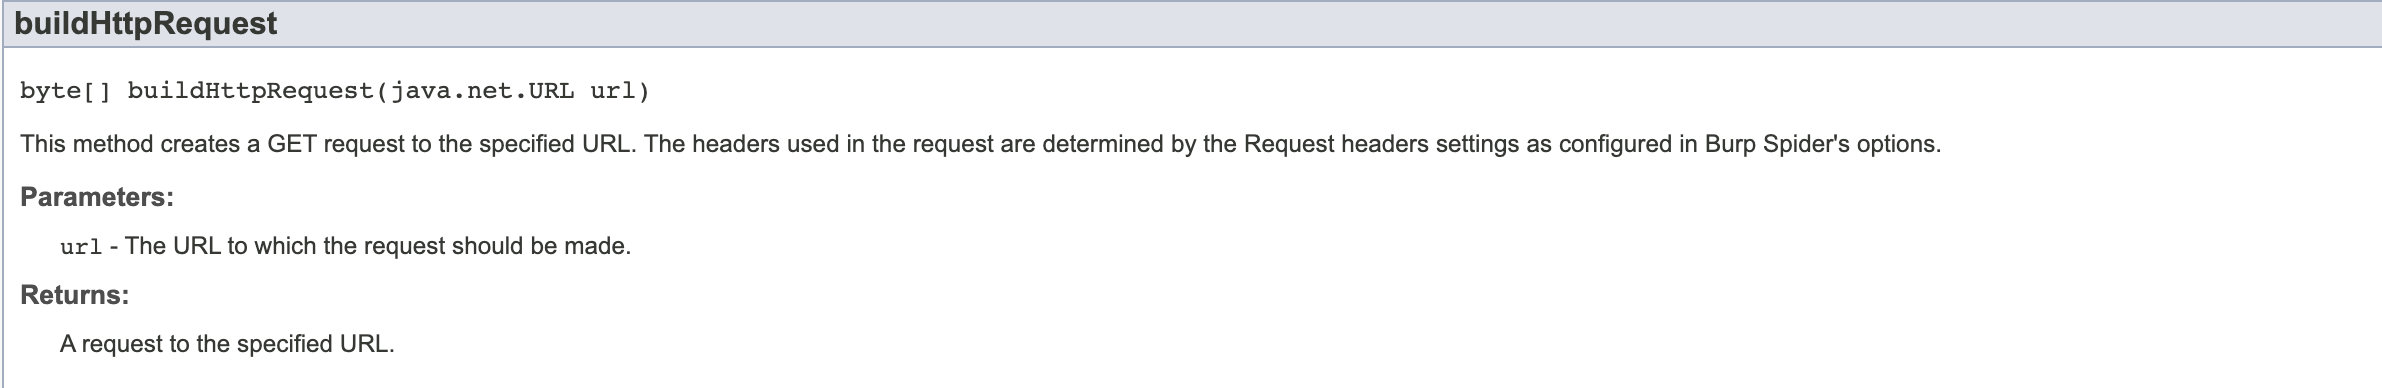 buildHttpRequest
byte[] buildHttpRequest(java.net.URL url)
This method creates a GET request to the specified URL. The headers used in the request are determined by the Request headers settings as configured in Burp Spider's options.
Parameters:
url - The URL to which the request should be made.
Returns:
A request to the specified URL.